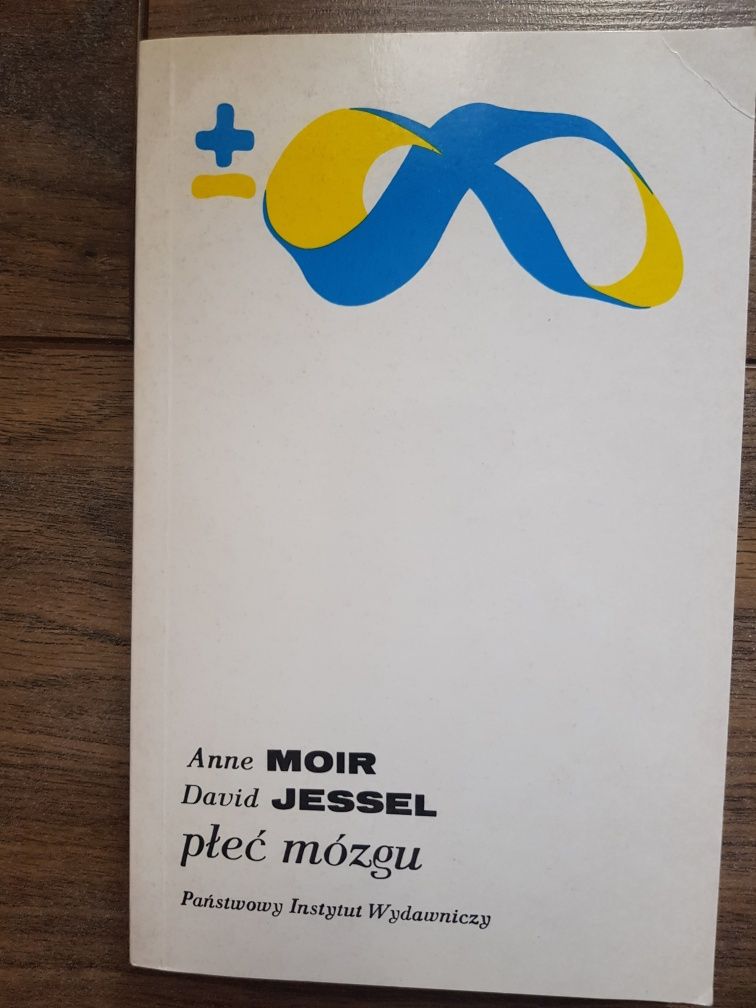 ±
Anne MOIR
David JESSEL
płeć mózgu
Państwowy Instytut Wydawniczy